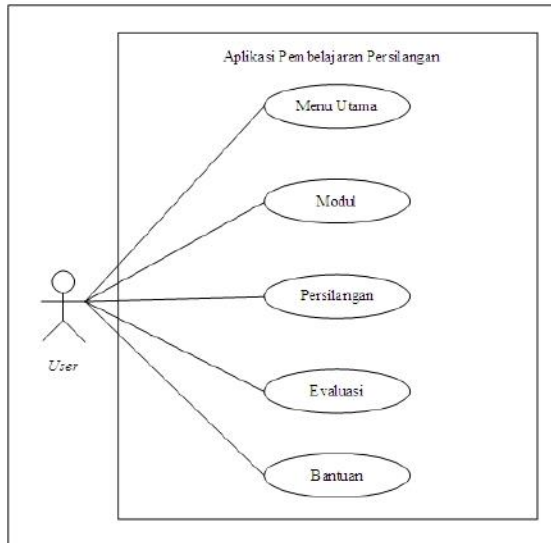 Aplikasi Pembelajaran Persilangan
Menu Utama
Modul
Persilangan
User
Evaluasi
Bantuan